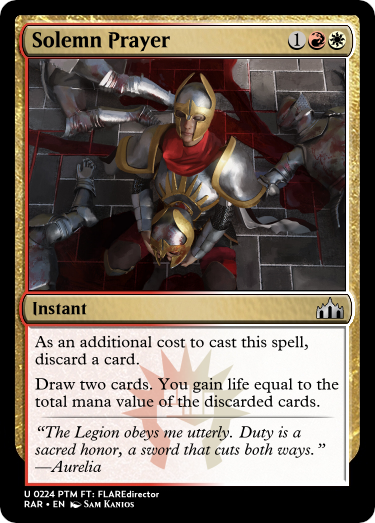 Solemn Prayer 1
Instant
As an additional cost to cast this spell,
discard a card.
Draw two cards. You gain life equal to the
total mana value of the discarded cards.
“The Legion obeys me utterly. Duty is a
sacred honor, a sword that cuts both ways.”
—Aurelia
U 0224 PTM FT: FLAREdirector
RAR • EN Sam Kanios